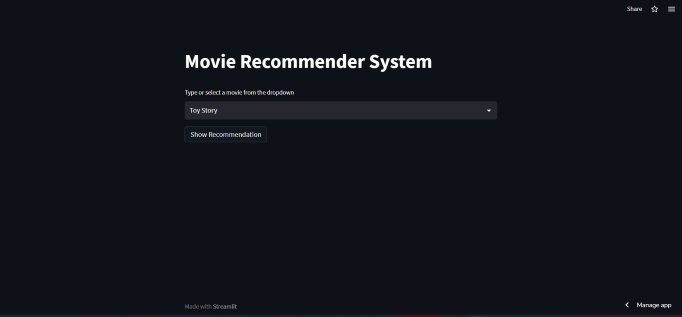 Share
Movie Recommender System
Type or select a movie from the dropdown
Toy Story
Show Recommendation
Made with Streamlit
Manage app